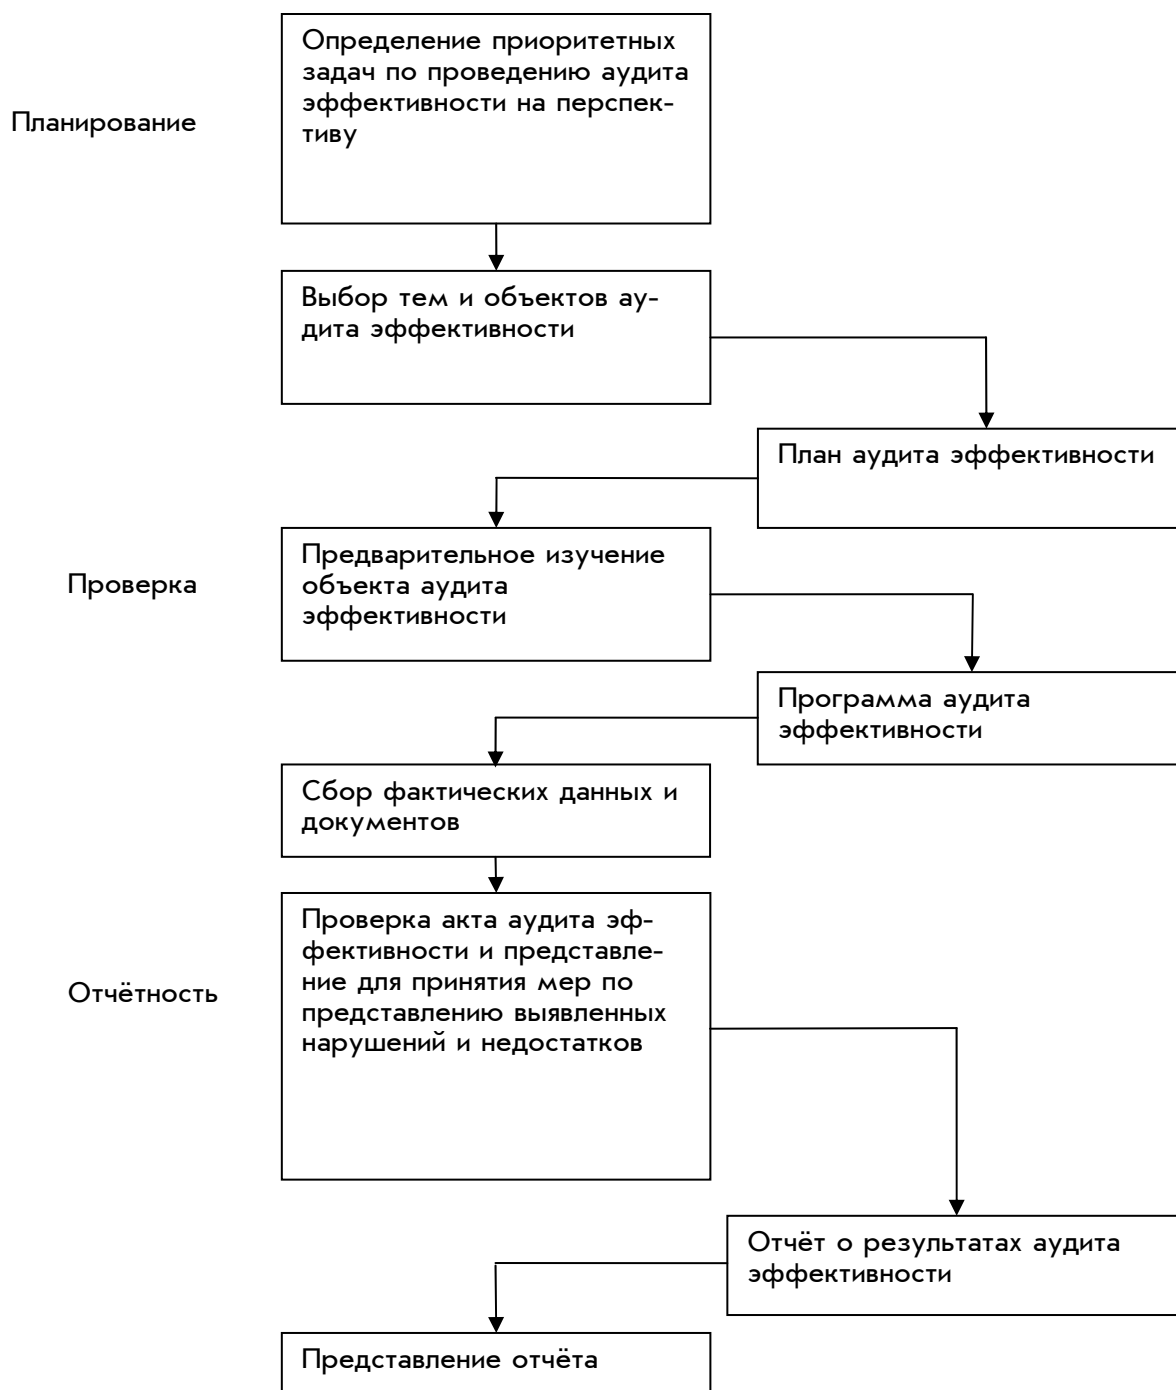 Определение приоритетных
задач по проведению аудита
эффективности на перспек-
тиву
Планирование
Выбор тем и объектов ау-
дита эффективности
План аудита эффективности
Предварительное изучение
объекта аудита
эффективности
Проверка
Программа аудита
эффективности
Сбор фактических данных и
документов
Проверка акта аудита эф-
фективности и представле-
ние для принятия мер по
представлению выявленных
нарушений и недостатков
Отчётность
Отчёт о результатах аудита
эффективности
Представление отчёта